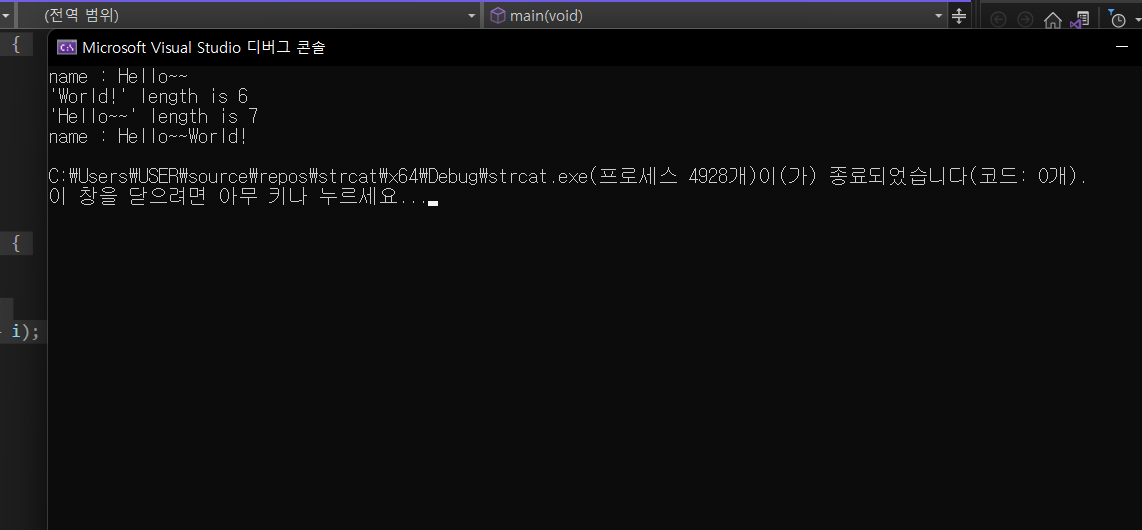 (전역 범위)
main(void)
{
Microsoft Visual Studio 디버그 콘솔
name : Hello~~
'World!' length is 6
'Hello~~' length is 7
name : Hello~~World!
C:₩Users₩USER₩source₩repos₩strcat₩x64₩Debug₩strcat.exe(프로세스 4928개)이(가) 종료되었습니다(코드: 0개).
이 창을 닫으려면 아무 키나 누르세요...
{
i);